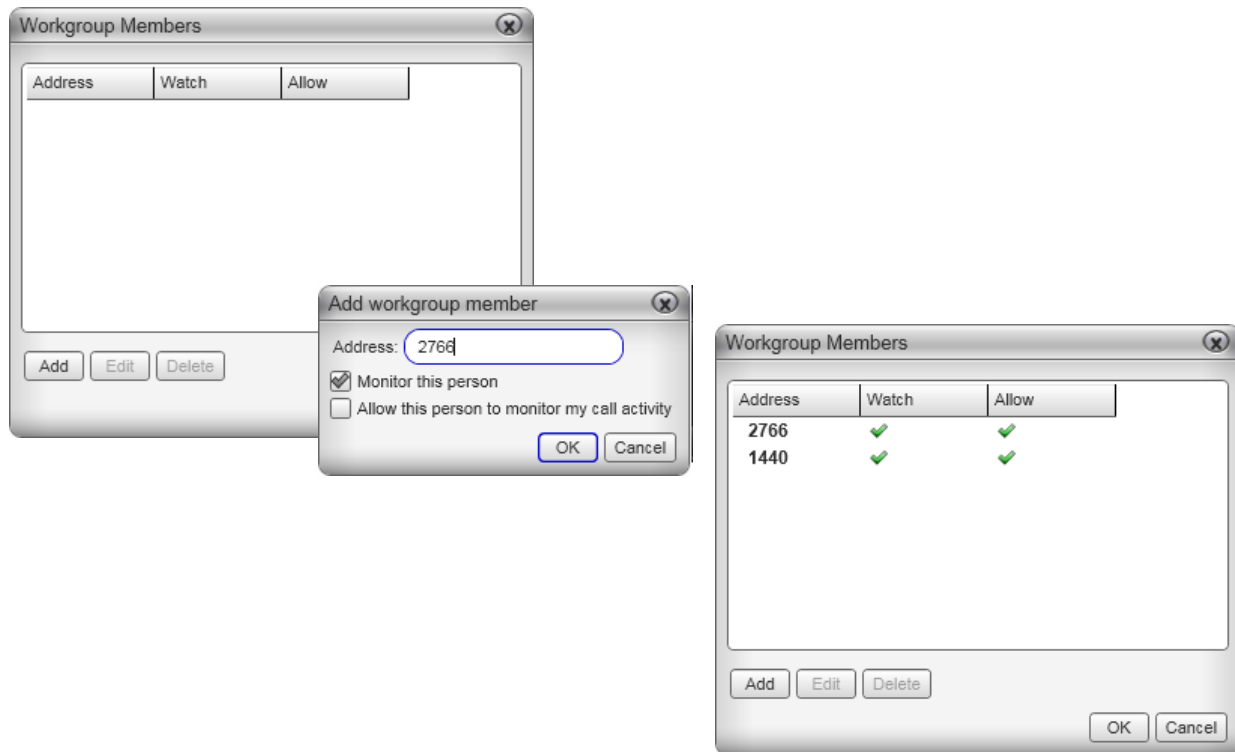 Workgroup Members
Address Watch Allow
Add Edit Delete
Add workgroup member
Address: 2766
Monitor this person
Allow this person to monitor my call activity
OK Cancel
Workgroup Members
Address Watch Allow
2766
1440
Add Edit Delete
OK Cancel